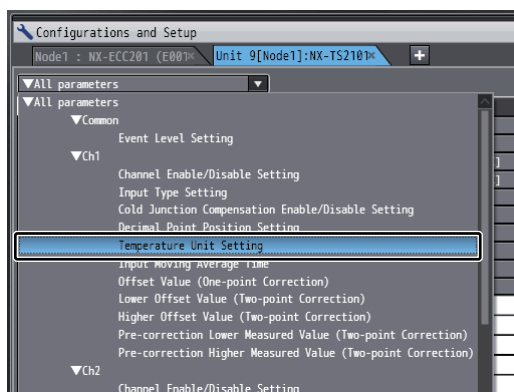 Configurations and Setup
Node1 : NX-ECC201 (E001 Unit 9[Node1]:NX-TS2101 +
▼All parameters ▼
▼All parameters
▼Common
Event Level Setting
▼Ch1
Channel Enable/Disable Setting
Input Type Setting
Cold Junction Compensation Enable/Disable Setting
Decimal Point Position Setting
Temperature Unit Setting
Input Moving Average Time
Offset Value (One-point Correction)
Lower Offset Value (Two-point Correction)
Higher Offset Value (Two-point Correction)
Pre-correction Lower Measured Value (Two-point Correction)
Pre-correction Higher Measured Value (Two-point Correction)
▼Ch2
Channel Enable/Disable Setting